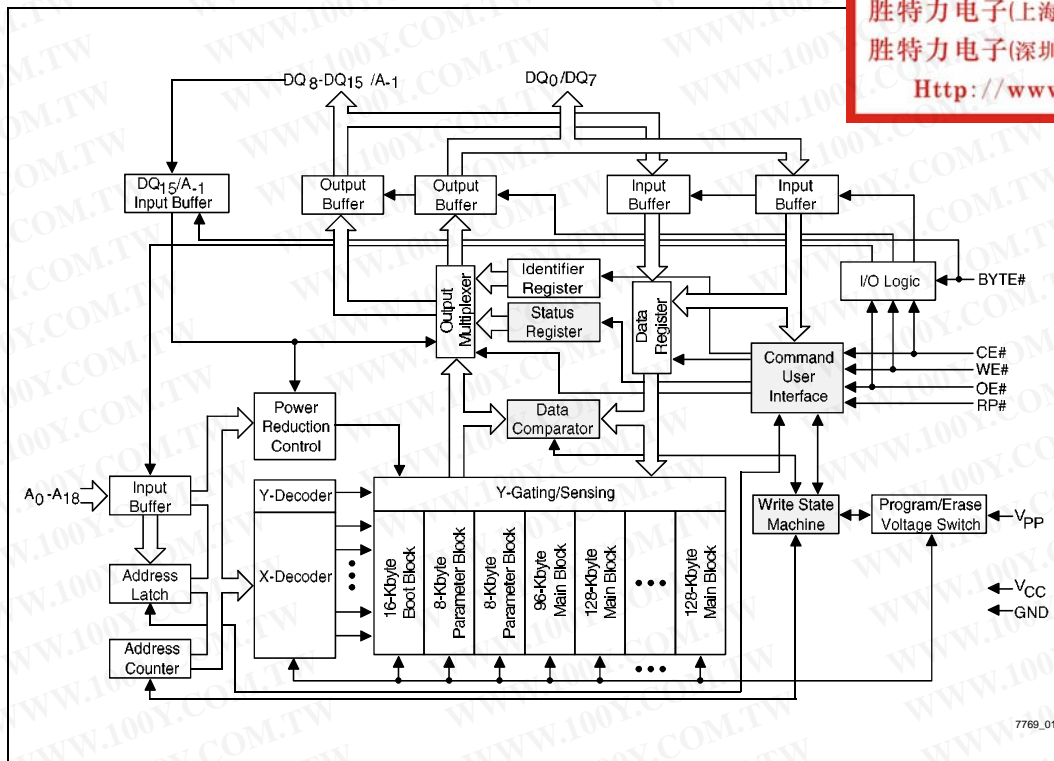 胜特力电子(上海
胜特力电子(深圳
Http://www
WWW.100Y.COM.TW
DQ8-DQ15 /A-1
DQ0/DQ7
DQ15/A-1
Input Buffer
Output
Buffer
Output
Buffer
Input
Buffer
Input
Buffer
Output
Multiplexer
Identifier
Register
Status
Register
Data
Register
I/O Logic
BYTE#
Command
User
Interface
CE#
WE#
OE#
RP#
Power
Reduction
Control
Data
Comparator
A0-A18
Input
Buffer
Y-Decoder
Y-Gating/Sensing
Write State
Machine
Program/Erase
Voltage Switch
VPP
Address
Latch
X-Decoder
16-Kbyte
Boot Block
8-Kbyte
Parameter Block
8-Kbyte
Parameter Block
96-Kbyte
Main Block
128-Kbyte
Main Block
128-Kbyte
Main Block
VCC
GND
Address
Counter
7769_01